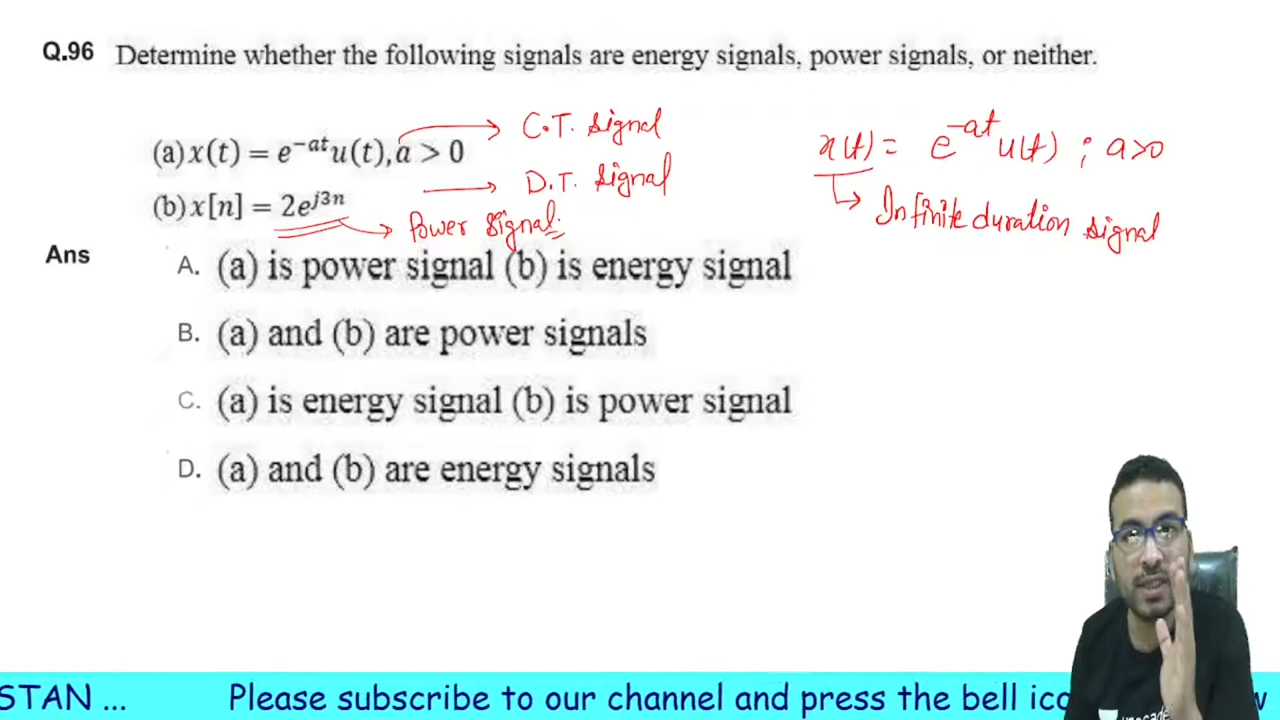 Q.96 Determine whether the following signals are energy signals, power signals, or neither.
(a) x(t) = e^{-at}u(t), a > 0
C.T. Signal
(b) x[n] = 2e^{j3n}
D.T. Signal
Power Signal.
x(t) = e^{-at} u(t) ; a>0
Infinite duration signal
Ans
A. (a) is power signal (b) is energy signal
B. (a) and (b) are power signals
C. (a) is energy signal (b) is power signal
D. (a) and (b) are energy signals
STAN ... Please subscribe to our channel and press the bell